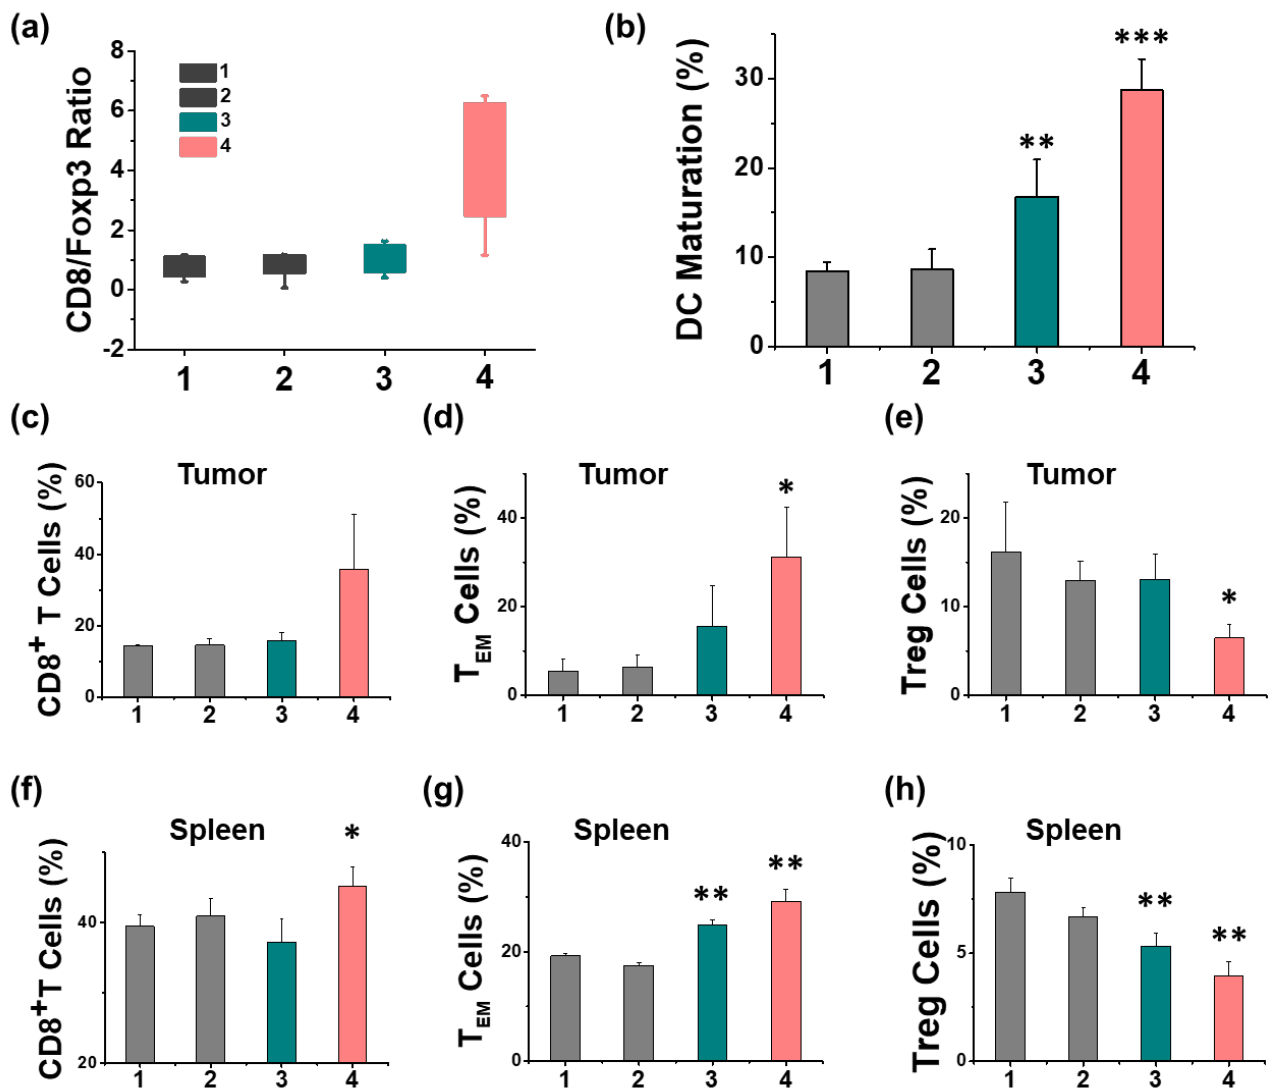 (a)
CD8/Foxp3 Ratio
8
6
4
2
0
-2
1
2
3
4
1 2 3 4
(b)
DC Maturation (%)
30
20
10
0
** ***
1 2 3 4
(c)
Tumor
CD8+ T Cells (%)
60
40
20
0
1 2 3 4
(d)
Tumor
TEM Cells (%)
40
20
0
*
1 2 3 4
(e)
Tumor
Treg Cells (%)
20
10
0
*
1 2 3 4
(f)
Spleen
CD8+T Cells (%)
40
20
*
1 2 3 4
(g)
Spleen
TEM Cells (%)
40
20
0
** **
1 2 3 4
(h)
Spleen
Treg Cells (%)
10
5
0
** **
1 2 3 4